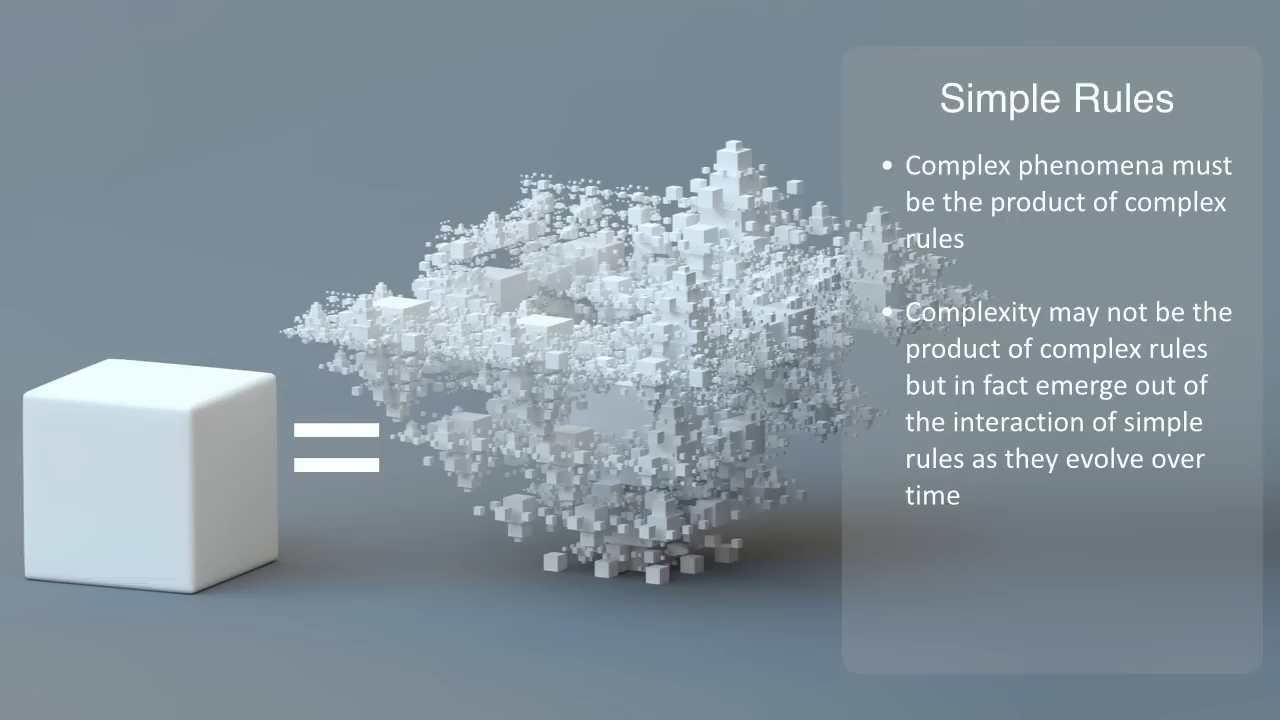 Simple Rules
• Complex phenomena must
be the product of complex
rules
• Complexity may not be the
product of complex rules
but in fact emerge out of
the interaction of simple
rules as they evolve over
time